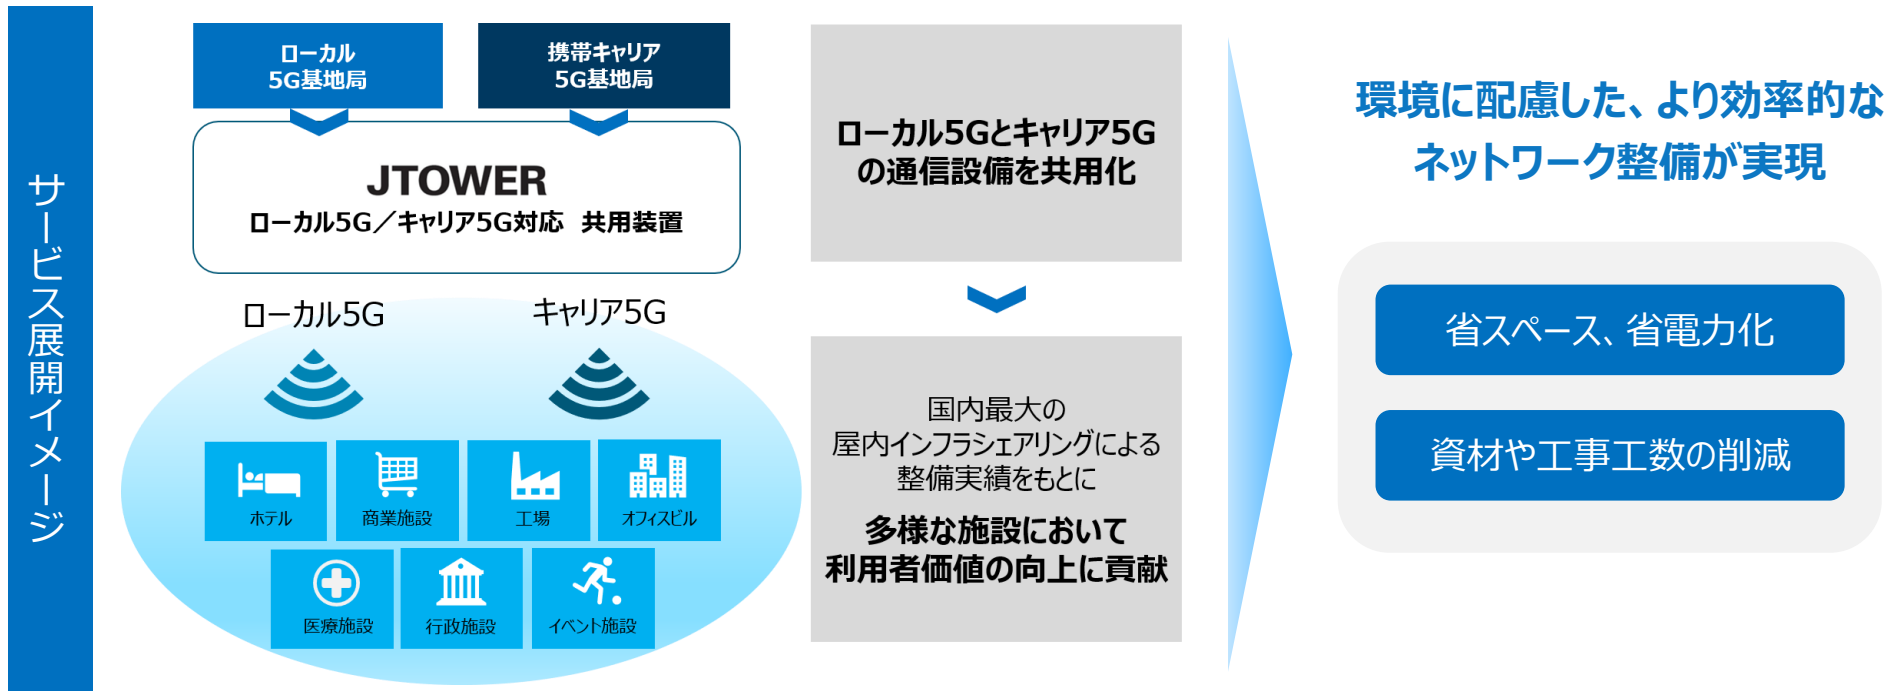 サービス展開イメージ
ローカル
5G基地局
携帯キャリア
5G基地局
JTOWER
ローカル5G／キャリア5G対応　共用装置
ローカル5G
キャリア5G
ホテル
商業施設
工場
オフィスビル
医療施設
行政施設
イベント施設
ローカル5Gとキャリア5G
の通信設備を共用化
国内最大の
屋内インフラシェアリングによる
整備実績をもとに
多様な施設において
利用者価値の向上に貢献
環境に配慮した、より効率的な
ネットワーク整備が実現
省スペース、省電力化
資材や工事工数の削減